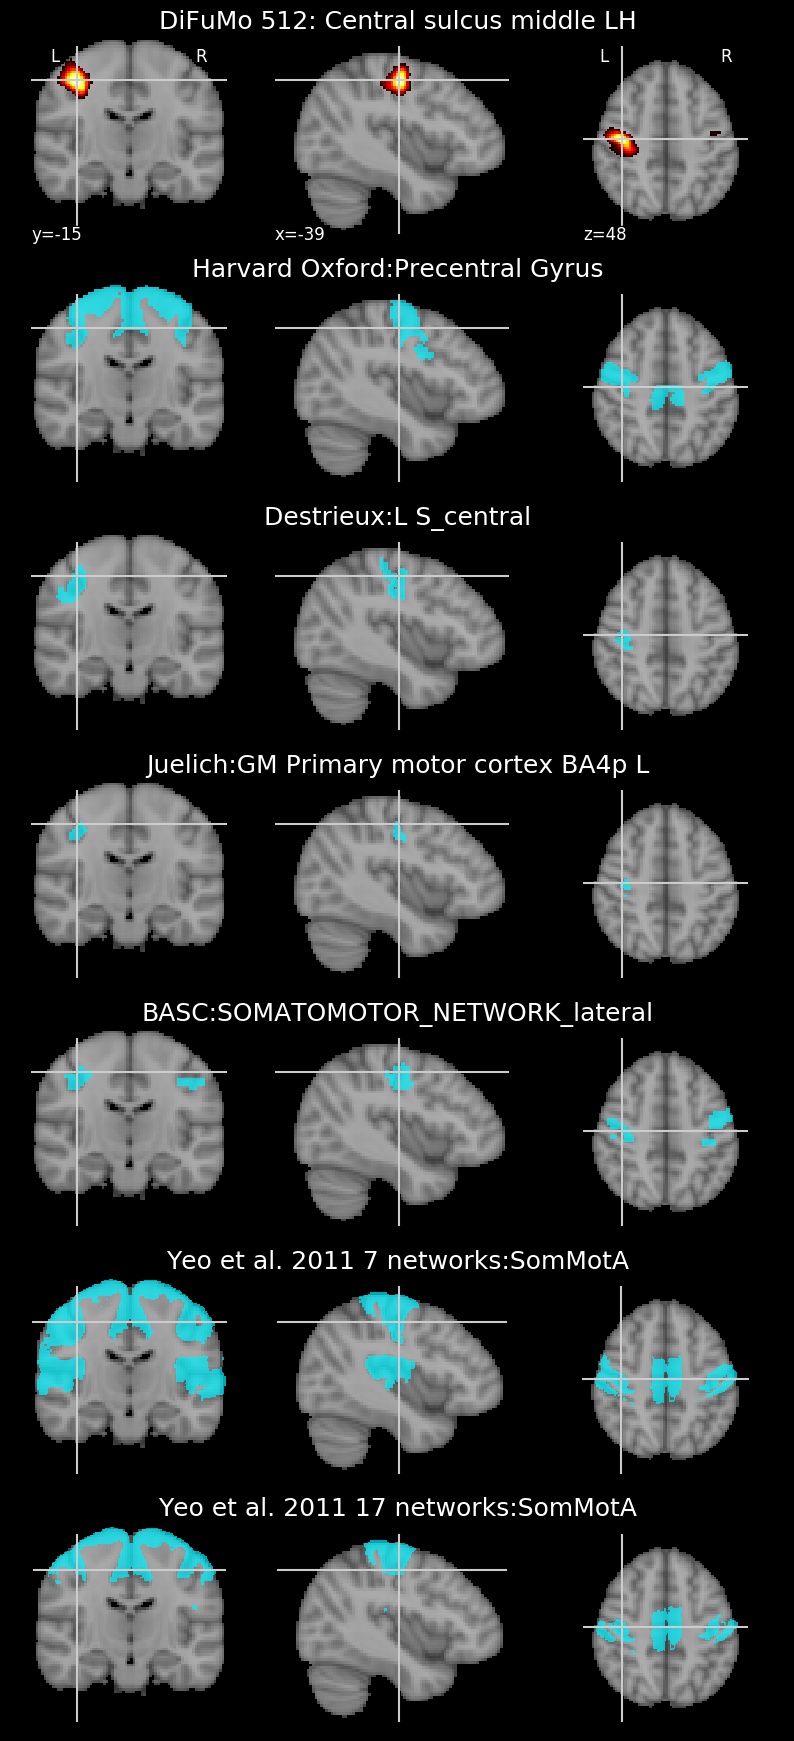 DiFuMo 512: Central sulcus middle LH
L R L R
y=-15 x=-39 z=48
Harvard Oxford:Precentral Gyrus
Destrieux:L S_central
Juelich:GM Primary motor cortex BA4p L
BASC:SOMATOMOTOR_NETWORK_lateral
Yeo et al. 2011 7 networks:SomMotA
Yeo et al. 2011 17 networks:SomMotA